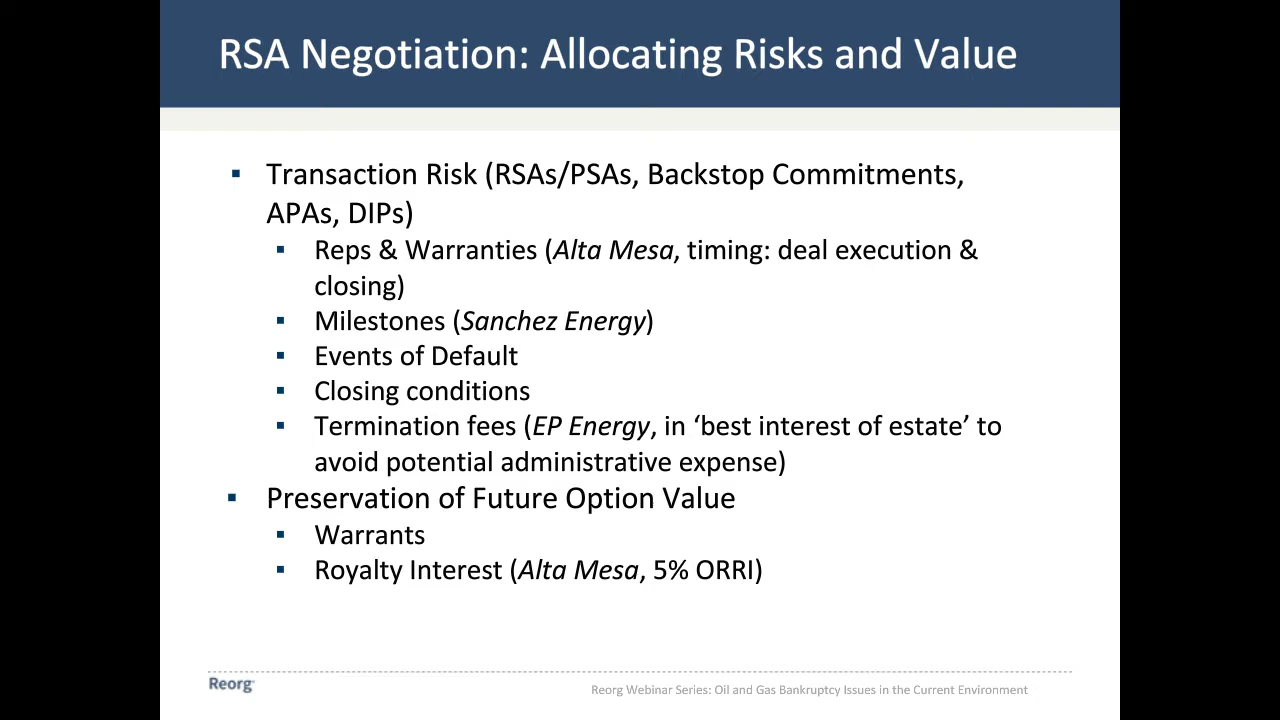 RSA Negotiation: Allocating Risks and Value
▪ Transaction Risk (RSAs/PSAs, Backstop Commitments,
APAs, DIPs)
▪ Reps & Warranties (Alta Mesa, timing: deal execution &
closing)
▪ Milestones (Sanchez Energy)
▪ Events of Default
▪ Closing conditions
▪ Termination fees (EP Energy, in ‘best interest of estate’ to
avoid potential administrative expense)
▪ Preservation of Future Option Value
▪ Warrants
▪ Royalty Interest (Alta Mesa, 5% ORRI)
Reorg
Reorg Webinar Series: Oil and Gas Bankruptcy Issues in the Current Environment